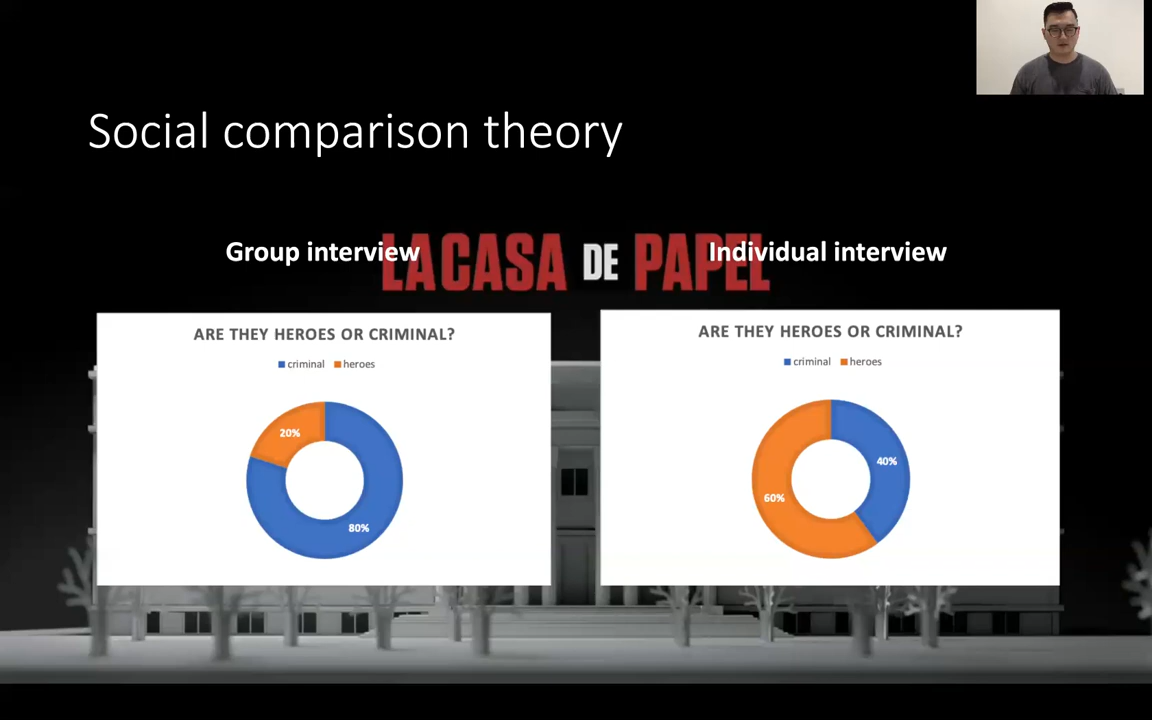 Social comparison theory
LA CASA DE PAPEL
Group interview
Individual interview
ARE THEY HEROES OR CRIMINAL?
criminal heroes
20%
80%
ARE THEY HEROES OR CRIMINAL?
criminal heroes
40%
60%